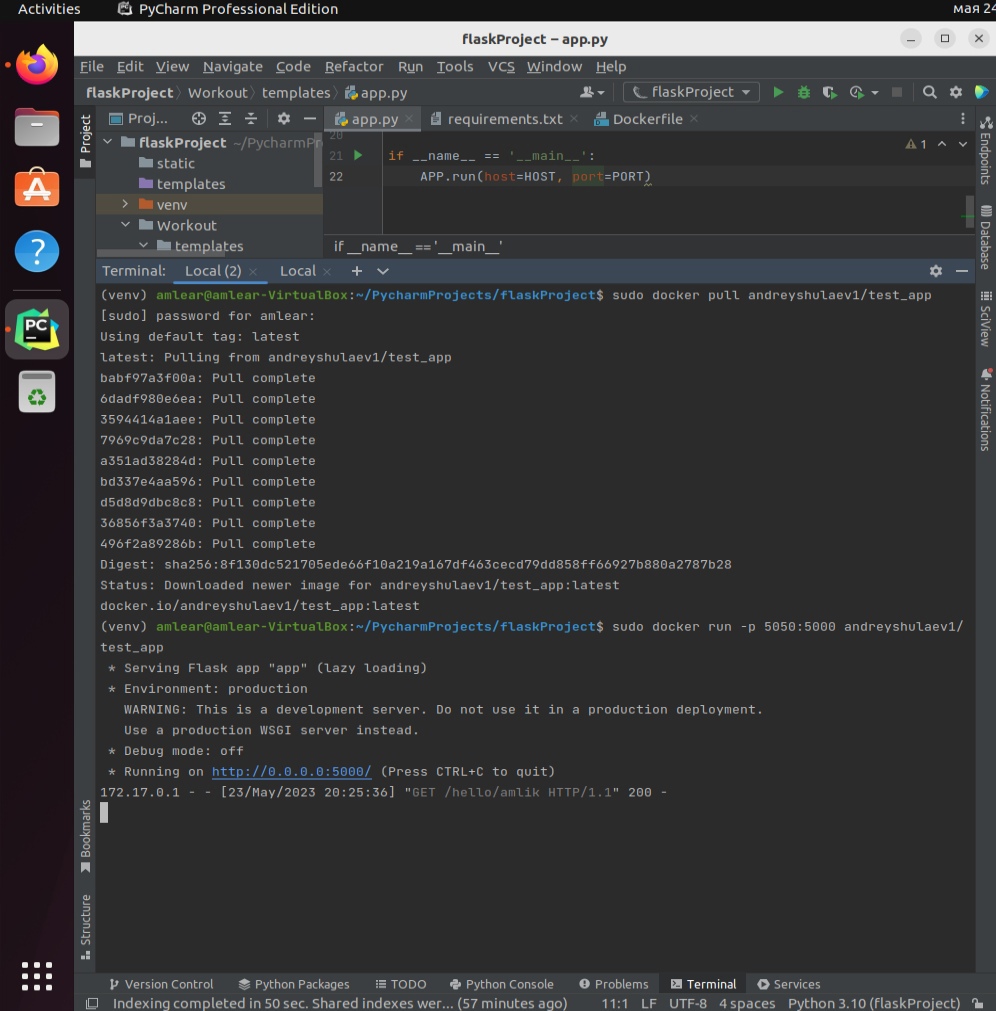 Activities PyCharm Professional Edition мая 24
flaskProject – app.py
File Edit View Navigate Code Refactor Run Tools VCS Window Help
flaskProject Workout templates app.py flaskProject
Project
Proj...
app.py requirements.txt Dockerfile
flaskProject ~/PycharmPr
static
templates
venv
Workout
templates
20
21 if __name__ == '__main__':
22 APP.run(host=HOST, port=PORT)
1
if __name__ == '__main__'
Endpoints
Database
SciView
Notifications
Terminal: Local (2) Local
(venv) amlear@amlear-VirtualBox:~/PycharmProjects/flaskProject$ sudo docker pull andreyshulaev1/test_app
[sudo] password for amlear:
Using default tag: latest
latest: Pulling from andreyshulaev1/test_app
babf97a3f00a: Pull complete
6dadf980e6ea: Pull complete
3594414a1aee: Pull complete
7969c9da7c28: Pull complete
a351ad38284d: Pull complete
bd337e4aa596: Pull complete
d5d8d9dbc8c8: Pull complete
36856f3a3740: Pull complete
496f2a89286b: Pull complete
Digest: sha256:8f130dc521705ede66f10a219a167df463cecd79dd858ff66927b880a2787b28
Status: Downloaded newer image for andreyshulaev1/test_app:latest
docker.io/andreyshulaev1/test_app:latest
(venv) amlear@amlear-VirtualBox:~/PycharmProjects/flaskProject$ sudo docker run -p 5050:5000 andreyshulaev1/
test_app
* Serving Flask app "app" (lazy loading)
* Environment: production
WARNING: This is a development server. Do not use it in a production deployment.
Use a production WSGI server instead.
* Debug mode: off
* Running on http://0.0.0.0:5000/ (Press CTRL+C to quit)
172.17.0.1 - - [23/May/2023 20:25:36] "GET /hello/amlik HTTP/1.1" 200 -
Bookmarks
Structure
Version Control Python Packages TODO Python Console Problems Terminal Services
Indexing completed in 50 sec. Shared indexes wer... (57 minutes ago) 11:1 LF UTF-8 4 spaces Python 3.10 (flaskProject)